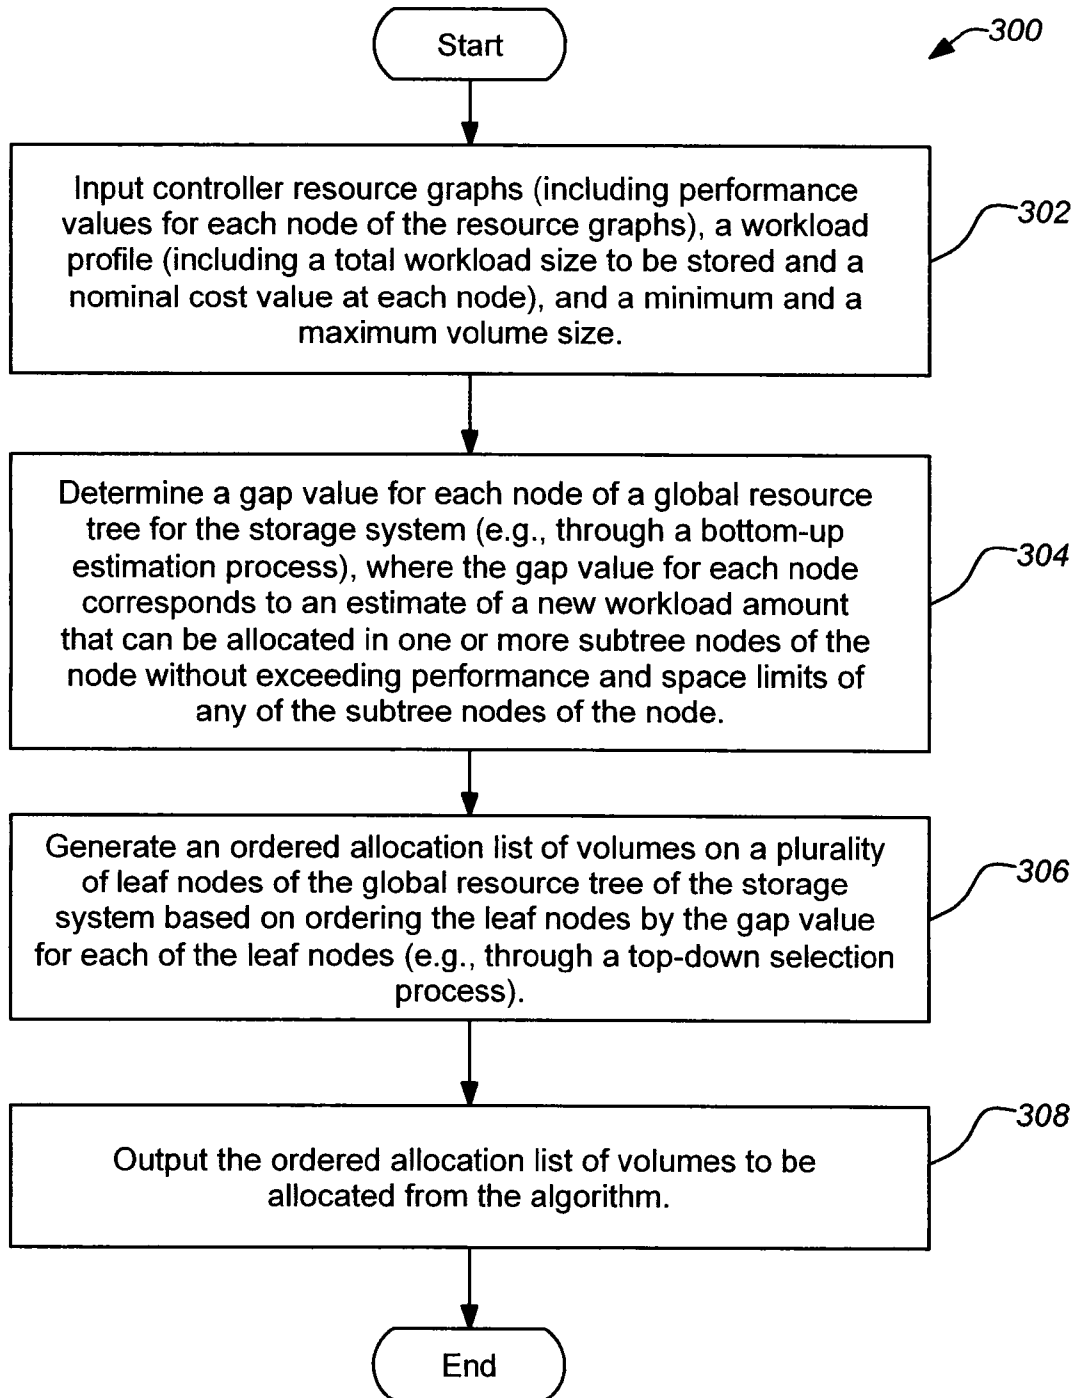 Start
300
Input controller resource graphs (including performance
values for each node of the resource graphs), a workload
profile (including a total workload size to be stored and a
nominal cost value at each node), and a minimum and a
maximum volume size.
302
Determine a gap value for each node of a global resource
tree for the storage system (e.g., through a bottom-up
estimation process), where the gap value for each node
corresponds to an estimate of a new workload amount
that can be allocated in one or more subtree nodes of the
node without exceeding performance and space limits of
any of the subtree nodes of the node.
304
Generate an ordered allocation list of volumes on a plurality
of leaf nodes of the global resource tree of the storage
system based on ordering the leaf nodes by the gap value
for each of the leaf nodes (e.g., through a top-down selection
process).
306
Output the ordered allocation list of volumes to be
allocated from the algorithm.
308
End